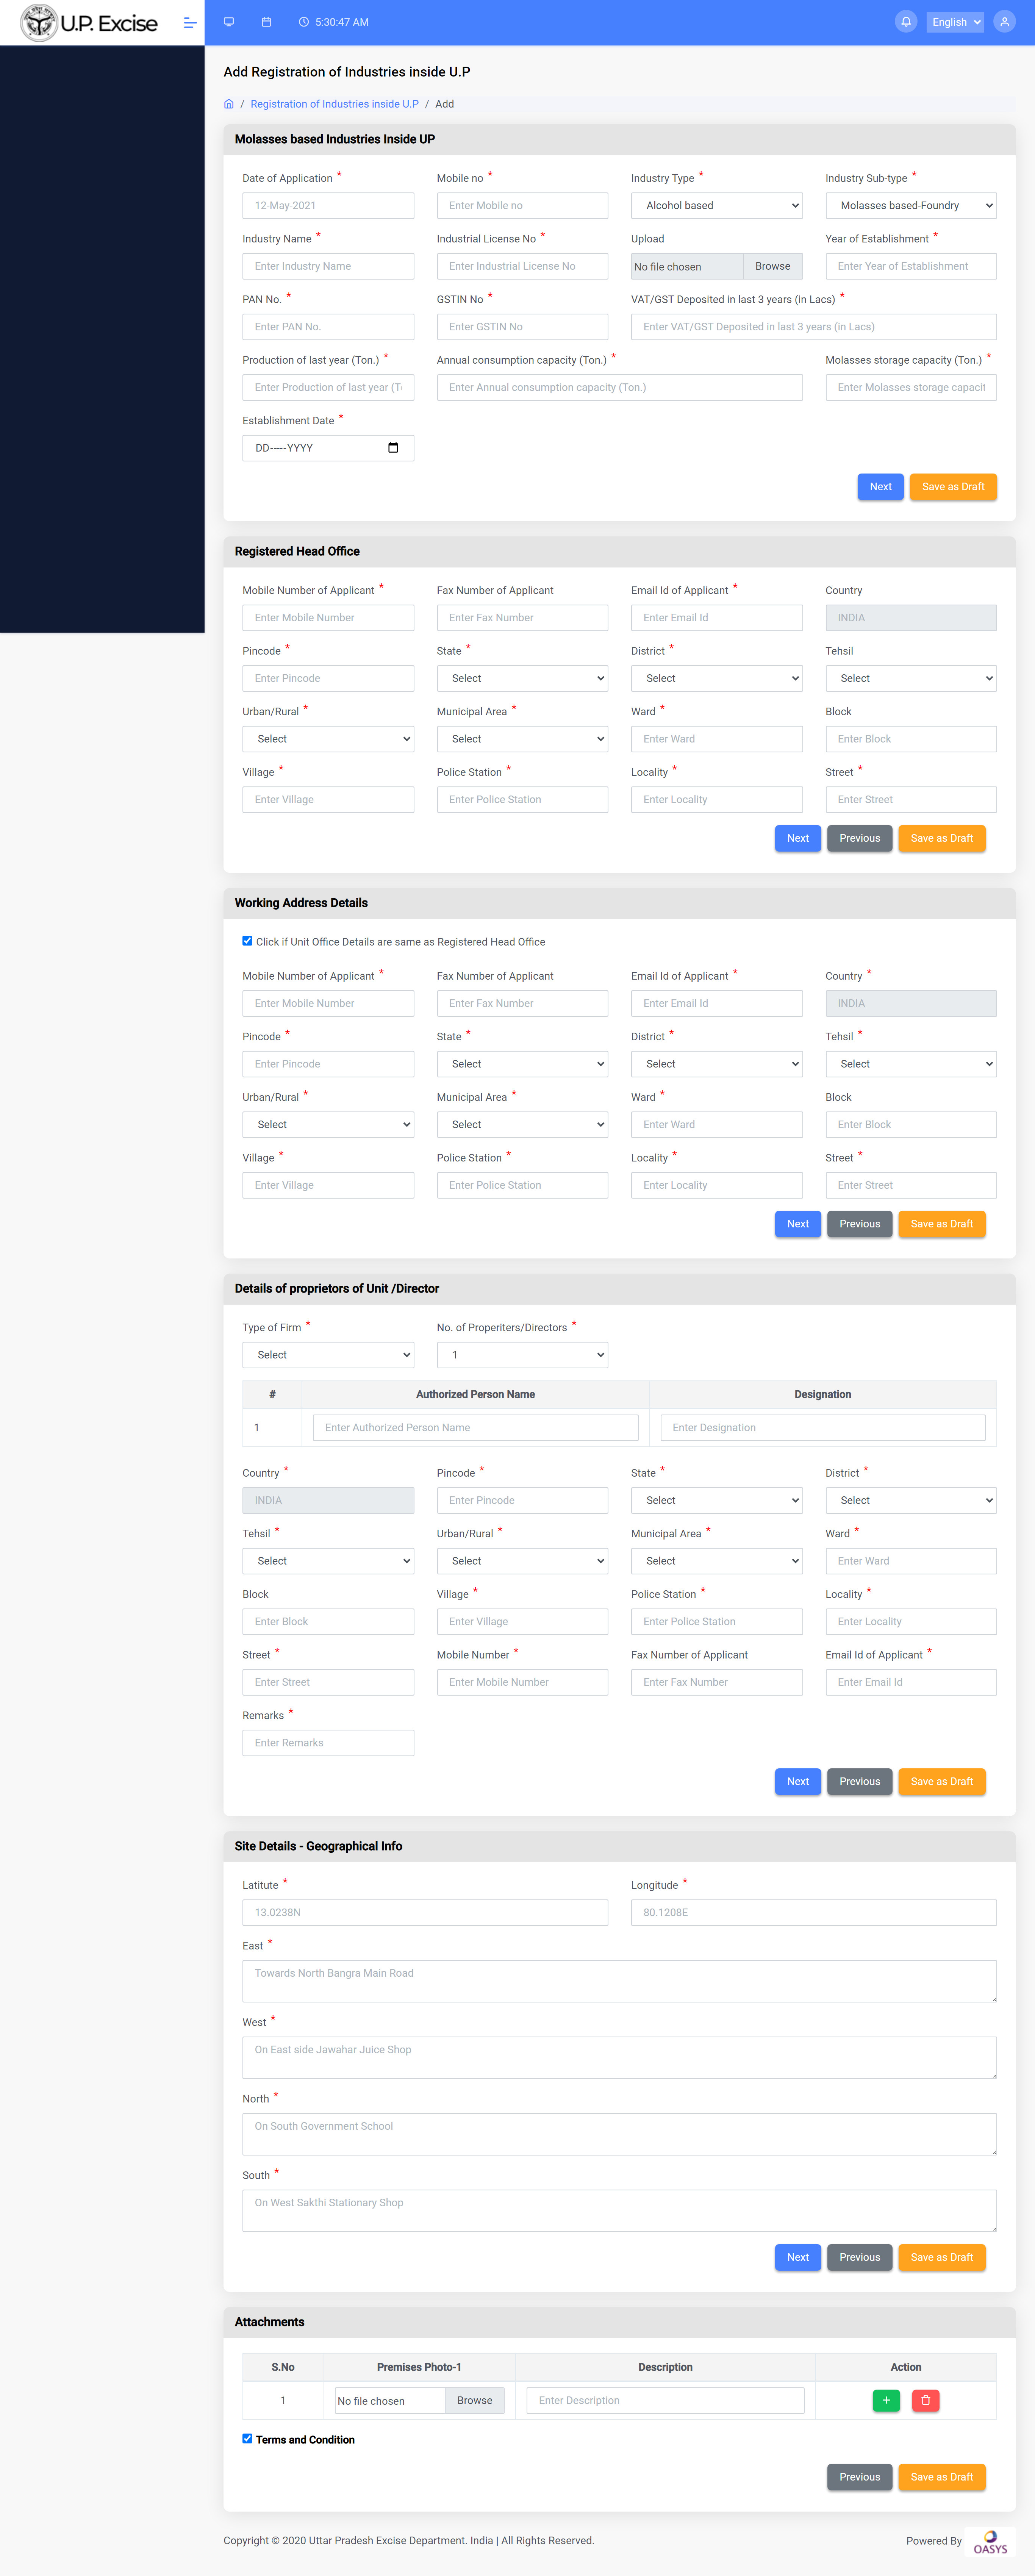 U.P. Excise
5:30:47 AM
English
Add Registration of Industries inside U.P
/ Registration of Industries inside U.P / Add
Molasses based Industries Inside UP
Date of Application * Mobile no * Industry Type * Industry Sub-type *
12-May-2021 Enter Mobile no Alcohol based Molasses based-Foundry
Industry Name * Industrial License No * Upload Year of Establishment *
Enter Industry Name Enter Industrial License No No file chosen Browse Enter Year of Establishment
PAN No. * GSTIN No * VAT/GST Deposited in last 3 years (in Lacs) *
Enter PAN No. Enter GSTIN No Enter VAT/GST Deposited in last 3 years (in Lacs)
Production of last year (Ton.) * Annual consumption capacity (Ton.) * Molasses storage capacity (Ton.) *
Enter Production of last year (T Enter Annual consumption capacity (Ton.) Enter Molasses storage capacit
Establishment Date *
DD-----YYYY
Next Save as Draft
Registered Head Office
Mobile Number of Applicant * Fax Number of Applicant Email Id of Applicant * Country
Enter Mobile Number Enter Fax Number Enter Email Id INDIA
Pincode * State * District * Tehsil
Enter Pincode Select Select Select
Urban/Rural * Municipal Area * Ward * Block
Select Select Enter Ward Enter Block
Village * Police Station * Locality * Street *
Enter Village Enter Police Station Enter Locality Enter Street
Next Previous Save as Draft
Working Address Details
Click if Unit Office Details are same as Registered Head Office
Mobile Number of Applicant * Fax Number of Applicant Email Id of Applicant * Country *
Enter Mobile Number Enter Fax Number Enter Email Id INDIA
Pincode * State * District * Tehsil *
Enter Pincode Select Select Select
Urban/Rural * Municipal Area * Ward * Block
Select Select Enter Ward Enter Block
Village * Police Station * Locality * Street *
Enter Village Enter Police Station Enter Locality Enter Street
Next Previous Save as Draft
Details of proprietors of Unit /Director
Type of Firm * No. of Properiters/Directors *
Select 1
# Authorized Person Name Designation
1 Enter Authorized Person Name Enter Designation
Country * Pincode * State * District *
INDIA Enter Pincode Select Select
Tehsil * Urban/Rural * Municipal Area * Ward *
Select Select Select Enter Ward
Block Village * Police Station * Locality *
Enter Block Enter Village Enter Police Station Enter Locality
Street * Mobile Number * Fax Number of Applicant Email Id of Applicant *
Enter Street Enter Mobile Number Enter Fax Number Enter Email Id
Remarks *
Enter Remarks
Next Previous Save as Draft
Site Details - Geographical Info
Latitute * Longitude *
13.0238N 80.1208E
East *
Towards North Bangra Main Road
West *
On East side Jawahar Juice Shop
North *
On South Government School
South *
On West Sakthi Stationary Shop
Next Previous Save as Draft
Attachments
S.No Premises Photo-1 Description Action
1 No file chosen Browse Enter Description +
Terms and Condition
Previous Save as Draft
Copyright © 2020 Uttar Pradesh Excise Department. India | All Rights Reserved. Powered By OASYS